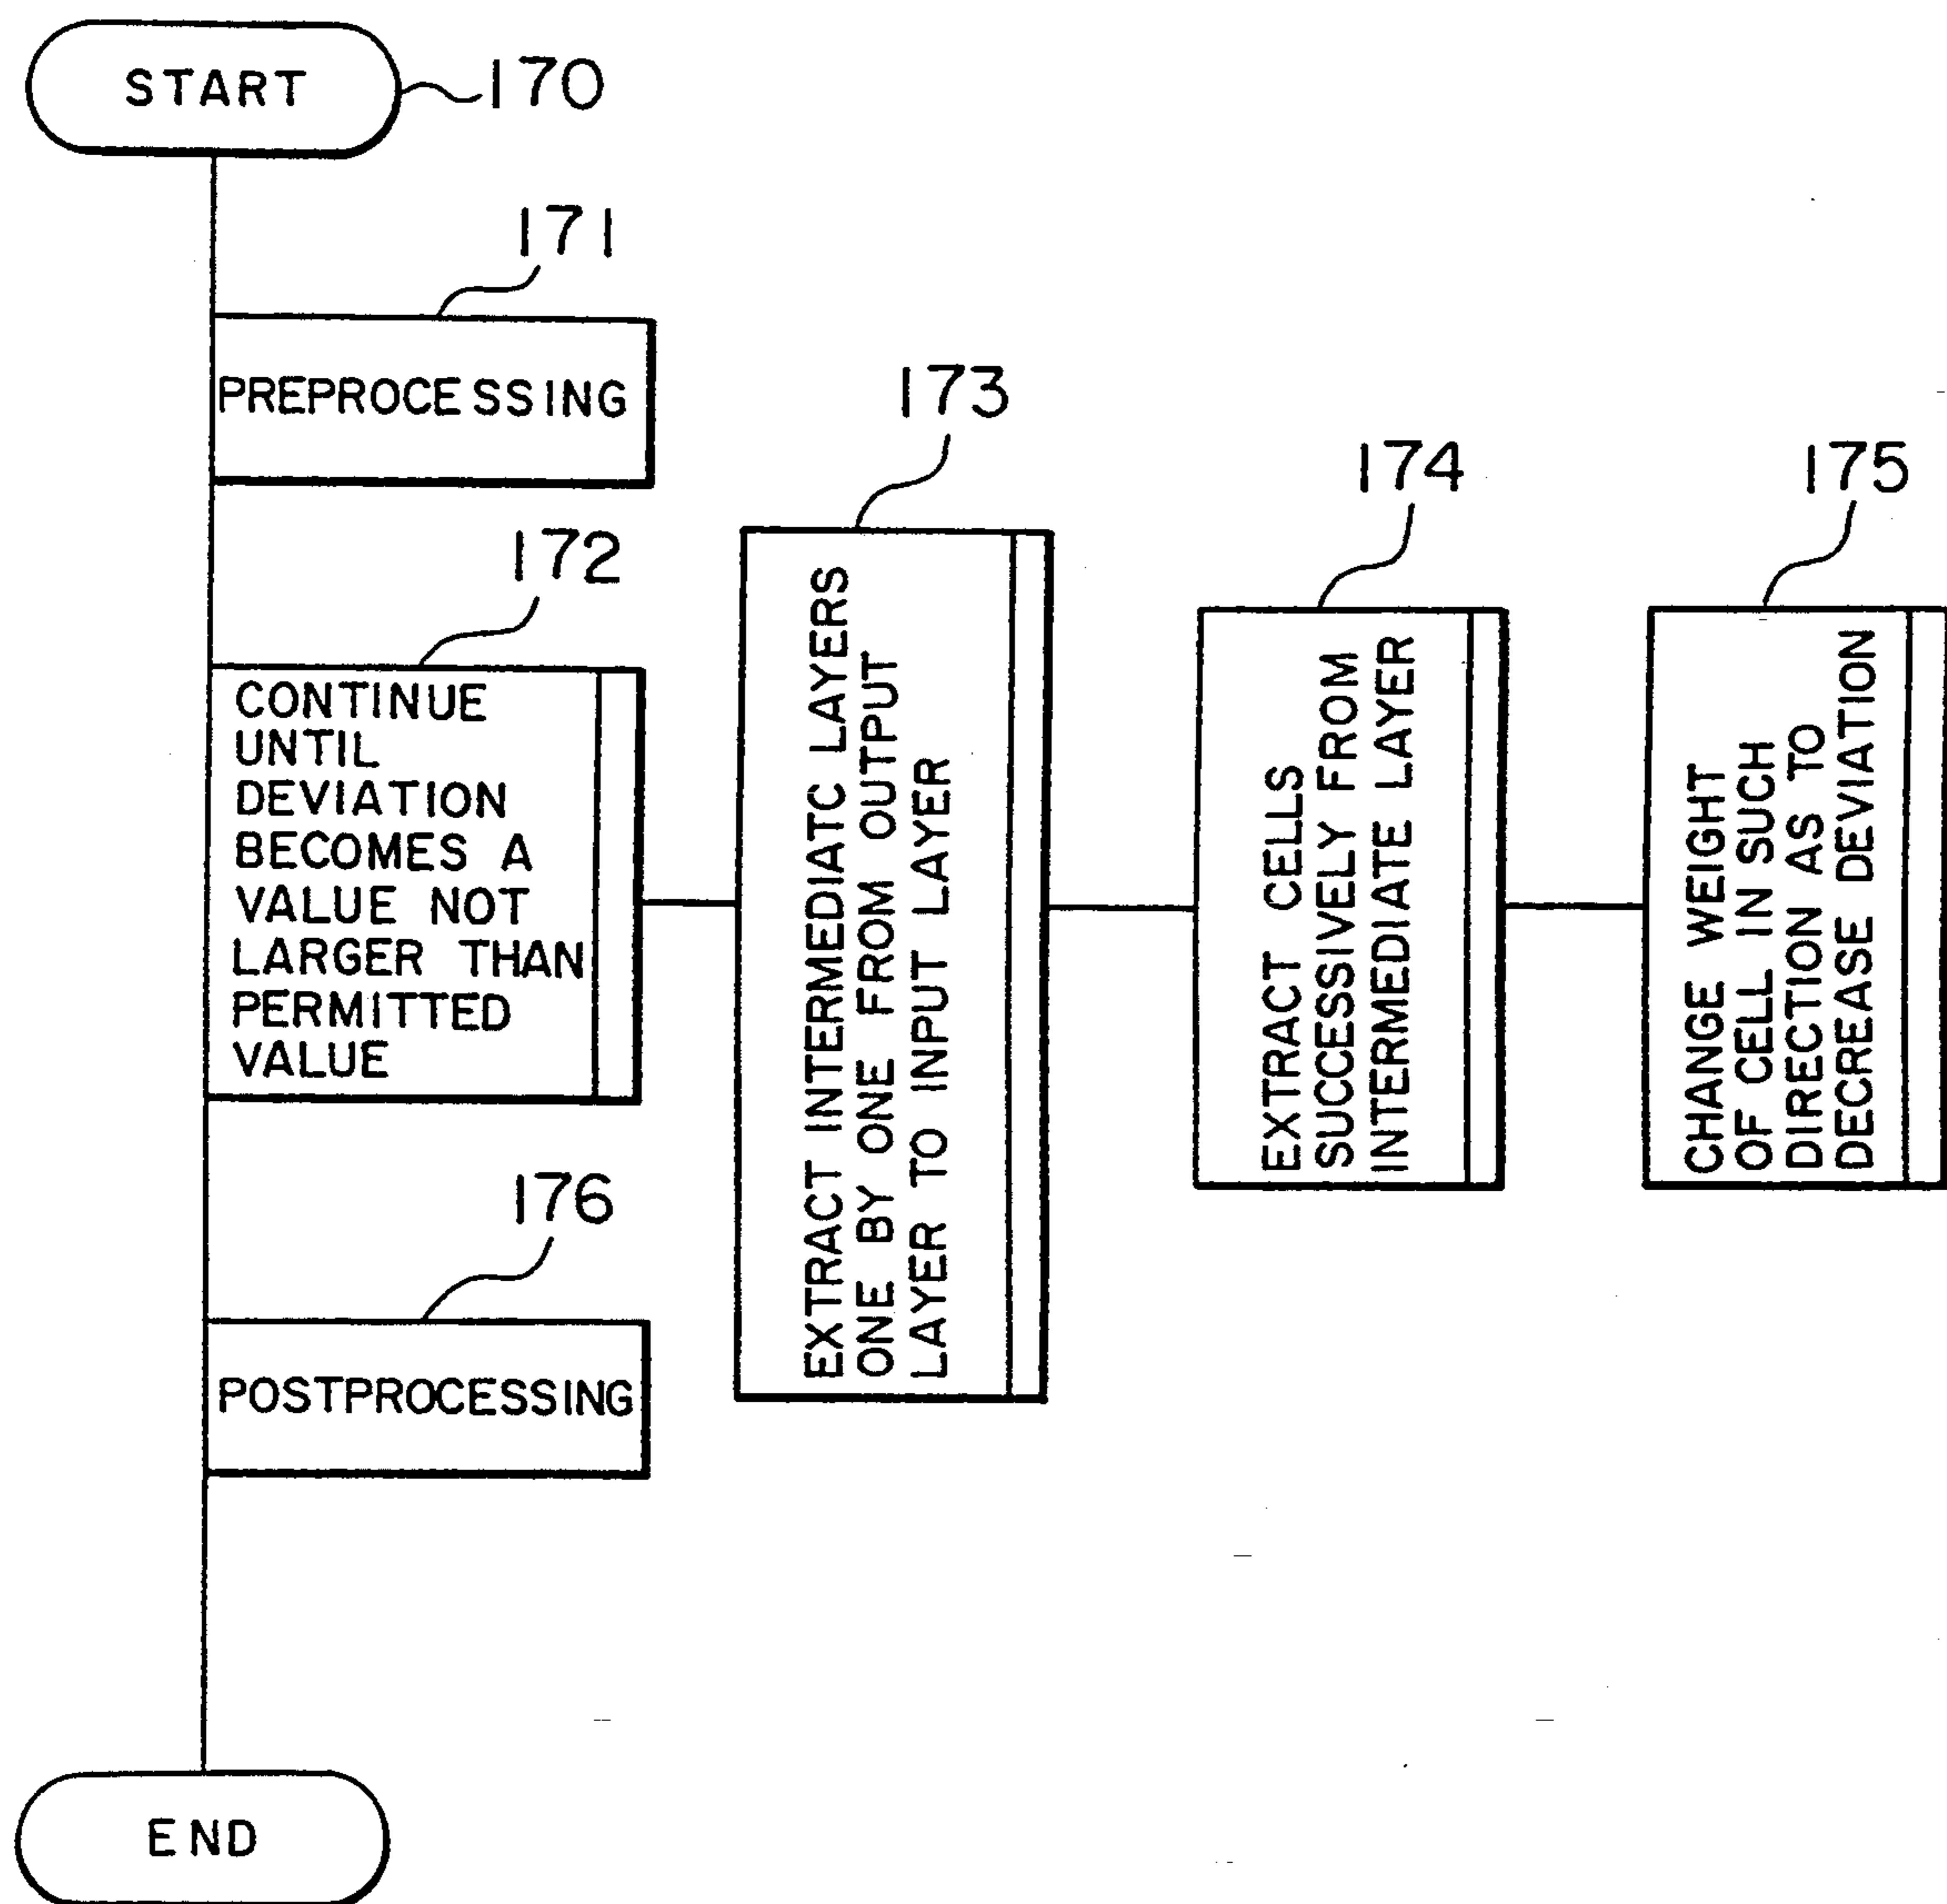 START
170
171
PREPROCESSING
172
CONTINUE
UNTIL
DEVIATION
BECOMES A
VALUE NOT
LARGER THAN
PERMITTED
VALUE
173
EXTRACT INTERMEDIATC LAYERS
ONE BY ONE FROM OUTPUT
LAYER TO INPUT LAYER
174
EXTRACT CELLS
SUCCESSIVELY FROM
INTERMEDIATE LAYER
175
CHANGE WEIGHT
OF CELL IN SUCH
DIRECTION AS TO
DECREASE DEVIATION
176
POSTPROCESSING
END